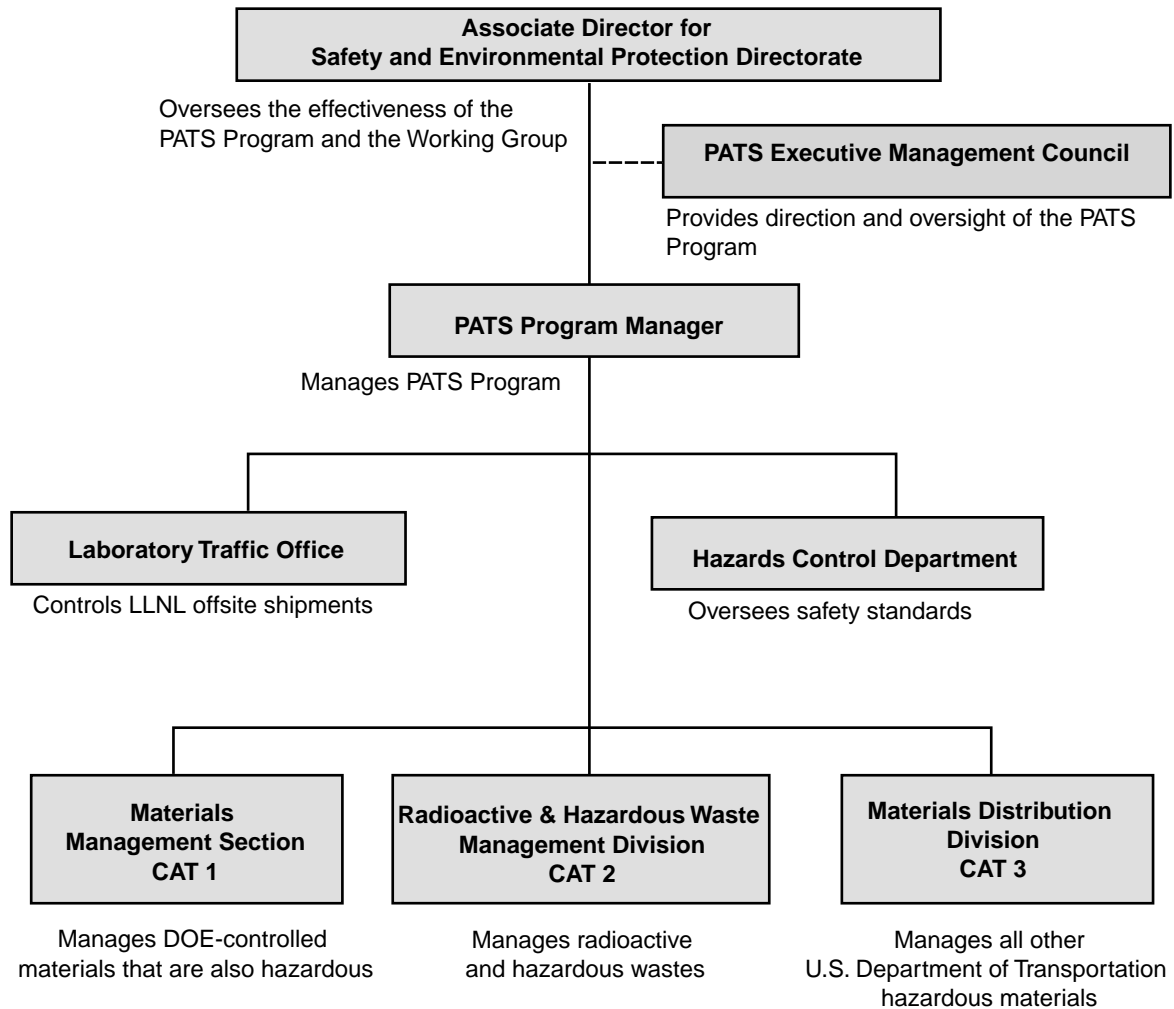 Associate Director for
Safety and Environmental Protection Directorate
Oversees the effectiveness of the
PATS Program and the Working Group
PATS Executive Management Council
Provides direction and oversight of the PATS
Program
PATS Program Manager
Manages PATS Program
Laboratory Traffic Office
Controls LLNL offsite shipments
Hazards Control Department
Oversees safety standards
Materials
Management Section
CAT 1
Manages DOE-controlled
materials that are also hazardous
Radioactive & Hazardous Waste
Management Division
CAT 2
Manages radioactive
and hazardous wastes
Materials Distribution
Division
CAT 3
Manages all other
U.S. Department of Transportation
hazardous materials